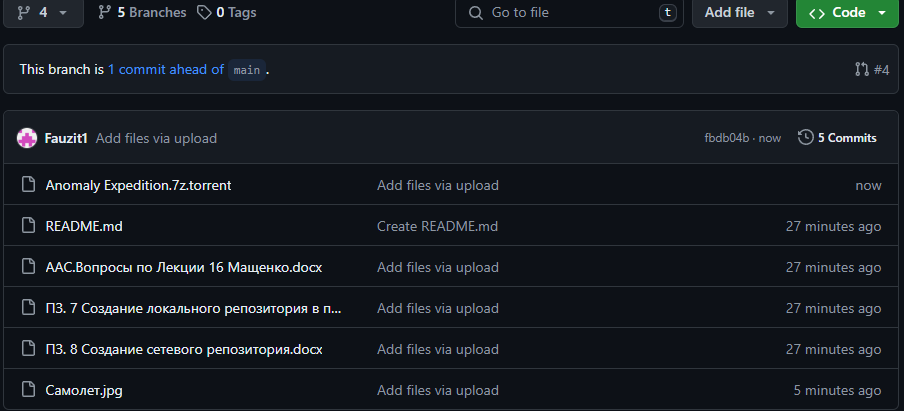 4 5 Branches 0 Tags Go to file t Add file Code
This branch is 1 commit ahead of main. #4
Fauzit1 Add files via upload fbdb04b · now 5 Commits
Anomaly Expedition.7z.torrent Add files via upload now
README.md Create README.md 27 minutes ago
ААС.Вопросы по Лекции 16 Мащенко.docx Add files via upload 27 minutes ago
ПЗ. 7 Создание локального репозитория в п... Add files via upload 27 minutes ago
ПЗ. 8 Создание сетевого репозитория.docx Add files via upload 27 minutes ago
Самолет.jpg Add files via upload 5 minutes ago